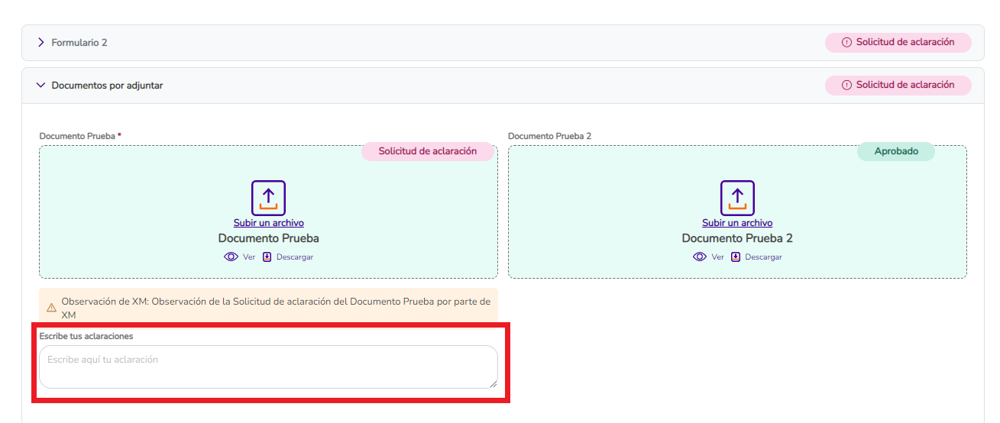 Formulario 2
Solicitud de aclaración
Documentos por adjuntar
Solicitud de aclaración
Documento Prueba *
Solicitud de aclaración
Subir un archivo
Documento Prueba
Ver Descargar
Documento Prueba 2
Aprobado
Subir un archivo
Documento Prueba 2
Ver Descargar
Observación de XM: Observación de la Solicitud de aclaración del Documento Prueba por parte de
XM
Escribe tus aclaraciones
Escribe aquí tu aclaración